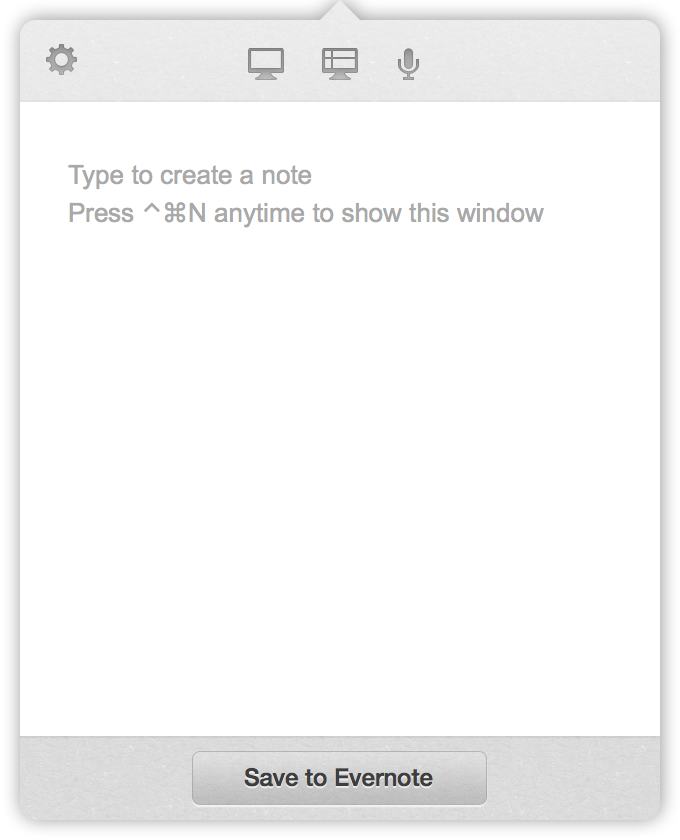 Type to create a note
Press ^⌘N anytime to show this window
Save to Evernote